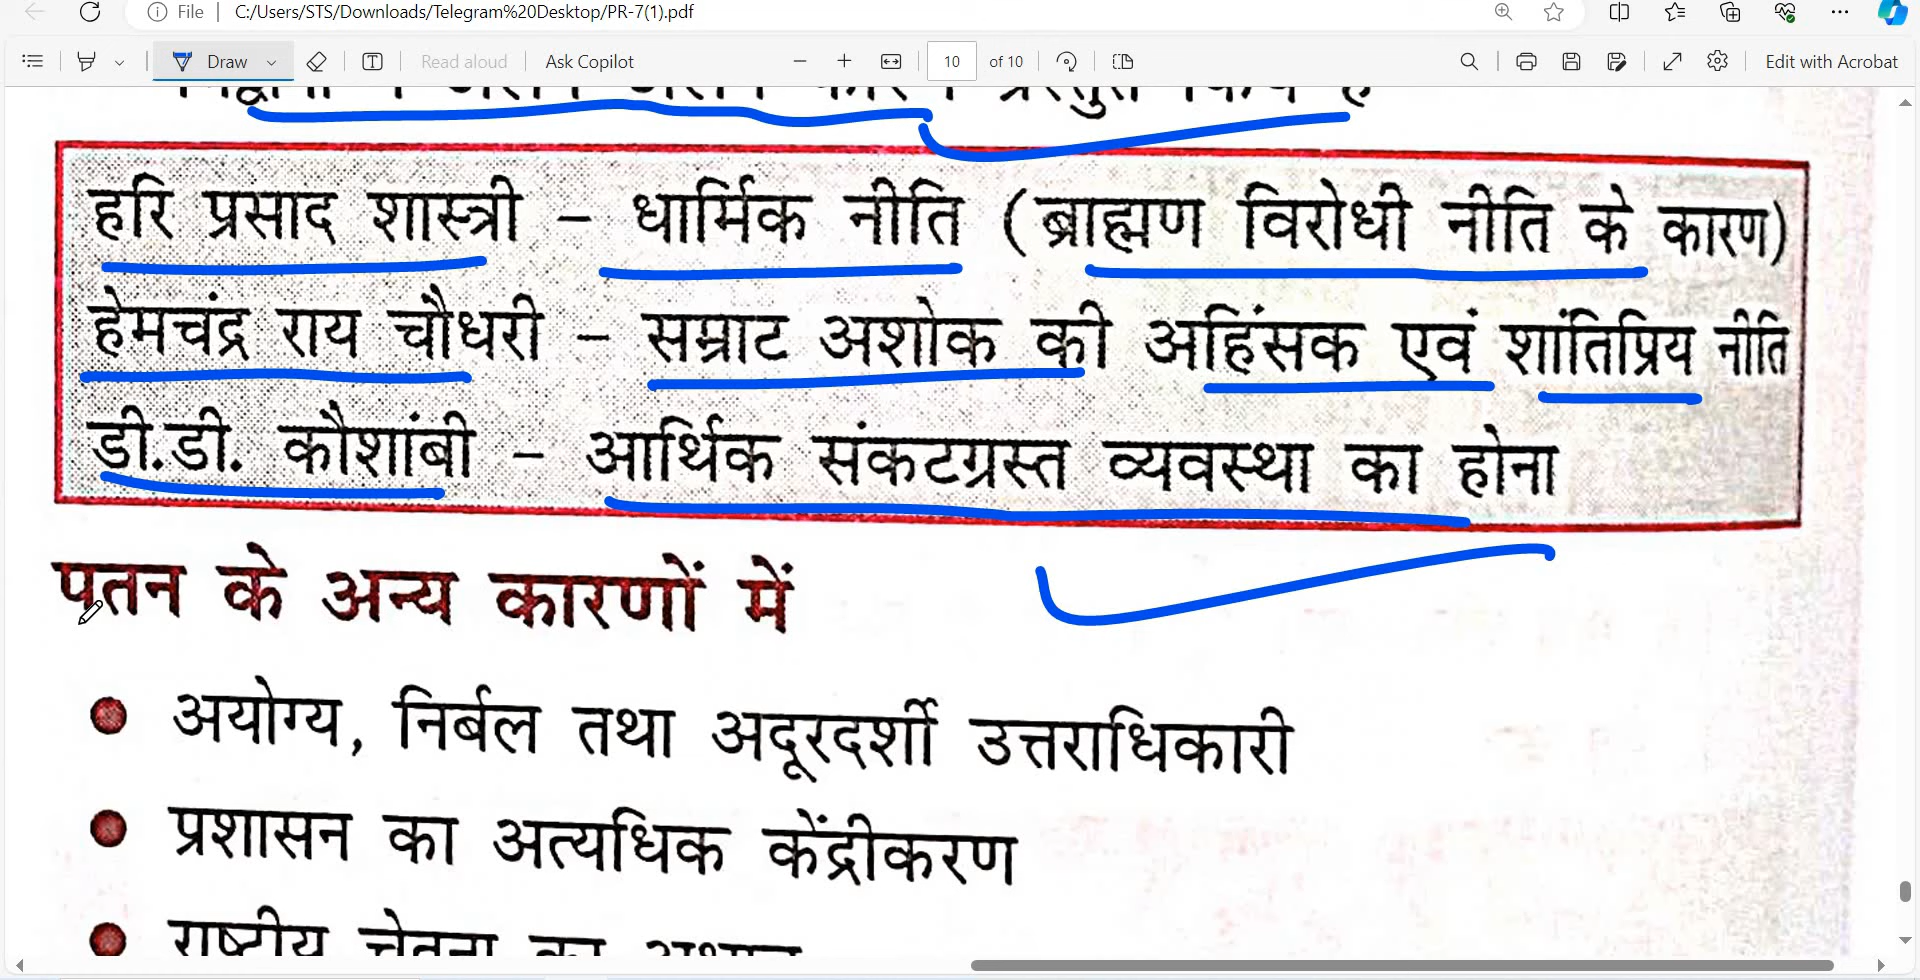 File C:/Users/STS/Downloads/Telegram%20Desktop/PR-7(1).pdf
Draw Read aloud Ask Copilot 10 of 10 Edit with Acrobat
हरि प्रसाद शास्त्री – धार्मिक नीति (ब्राह्मण विरोधी नीति के कारण)
हेमचंद्र राय चौधरी – सम्राट अशोक की अहिंसक एवं शांतिप्रिय नीति
डी.डी. कौशांबी – आर्थिक संकटग्रस्त व्यवस्था का होना
पतन के अन्य कारणों में
अयोग्य, निर्बल तथा अदूरदर्शी उत्तराधिकारी
प्रशासन का अत्यधिक केंद्रीकरण
राष्ट्रीय चेतना का